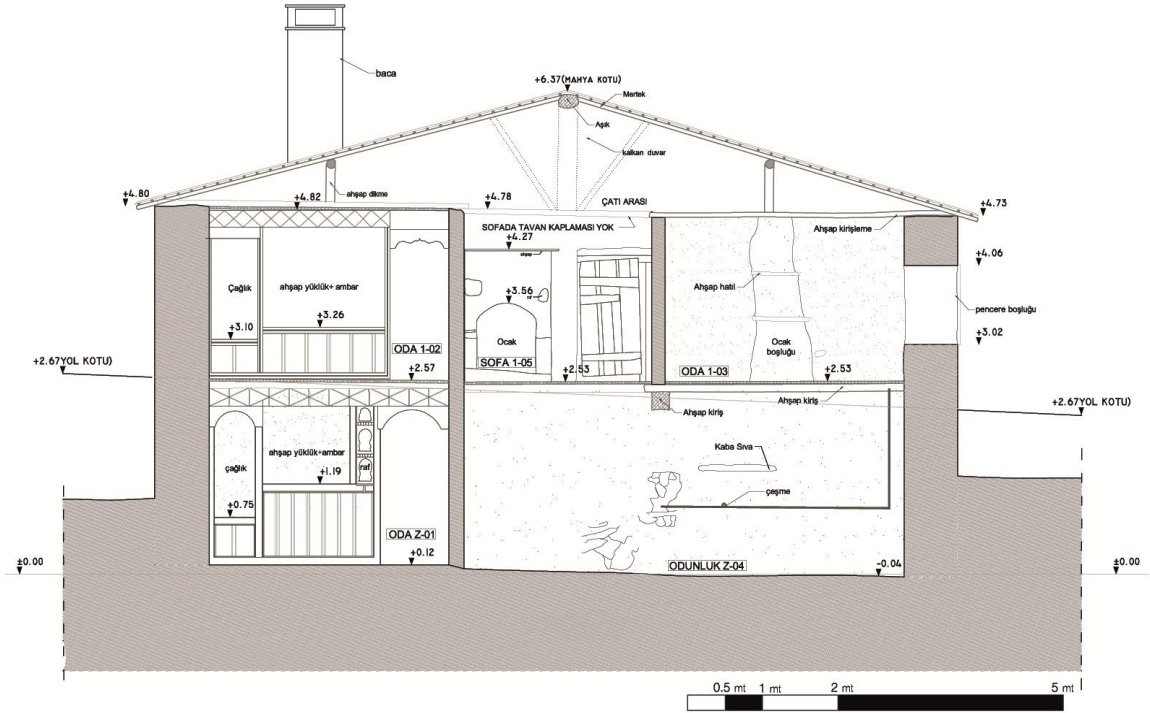 baca
+6.37(MAHYA KOTU)
Mertek
Aşık
kalkan duvar
ahşap dikme
+4.80
+4.82
+4.78
ÇATI ARASI
+4.73
SOFADA TAVAN KAPLAMASI YOK
Ahşap kirişleme
+4.27
ahşap
+4.06
Çağlık
ahşap yüklük+ ambar
+3.56
raf
Ahşap hatıl
pencere boşluğu
+3.10
+3.26
Ocak
Ocak
boşluğu
+3.02
ODA 1-02
SOFA 1-05
ODA 1-03
+2.67YOL KOTU)
+2.57
+2.53
+2.53
Ahşap kiriş
Ahşap kiriş
+2.67YOL KOTU)
çağlık
ahşap yüklük+ambar
raf
Kaba Sıva
+1.19
çeşme
+0.75
ODA Z-01
+0.12
ODUNLUK Z-04
-0.04
±0.00
±0.00
0.5 mt 1 mt 2 mt 5 mt